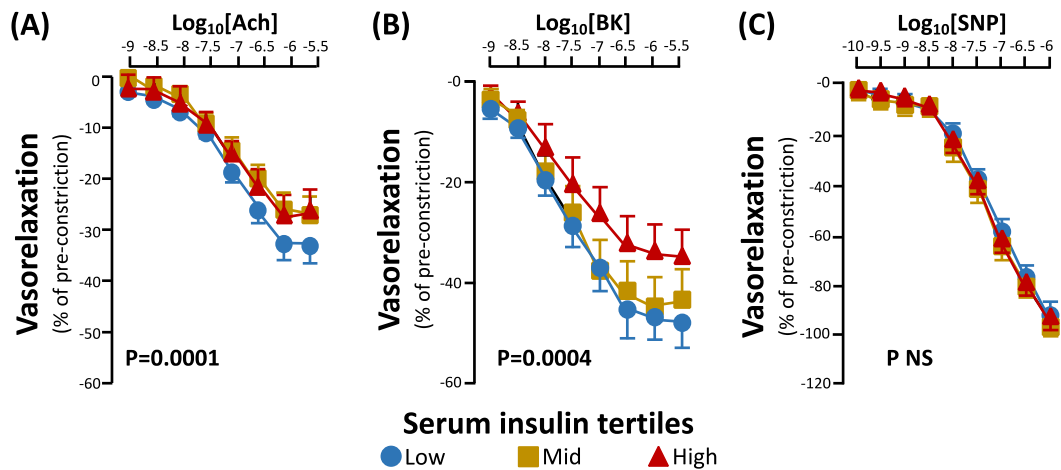 (A)
Log10[Ach]
-9 -8.5 -8 -7.5 -7 -6.5 -6 -5.5
0
-10
-20
-30
-40
-50
-60
Vasorelaxation
(% of pre-constriction)
P=0.0001
(B)
Log10[BK]
-9 -8.5 -8 -7.5 -7 -6.5 -6 -5.5
-0
-20
-40
-60
Vasorelaxation
(% of pre-constriction)
P=0.0004
(C)
Log10[SNP]
-10 -9.5 -9 -8.5 -8 -7.5 -7 -6.5 -6
-0
-20
-40
-60
-80
-100
-120
Vasorelaxation
(% of pre-constriction)
P NS
Serum insulin tertiles
Low Mid High